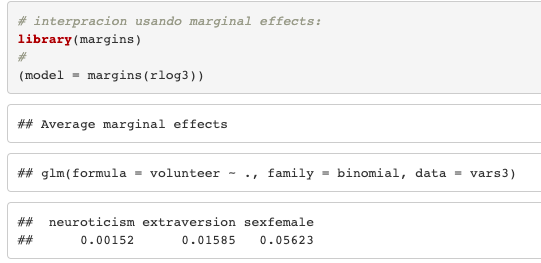 # interpracion usando marginal effects:
library(margins)
#
(model = margins(rlog3))
## Average marginal effects
## glm(formula = volunteer ~ ., family = binomial, data = vars3)
##  neuroticism extraversion sexfemale
##      0.00152      0.01585   0.05623